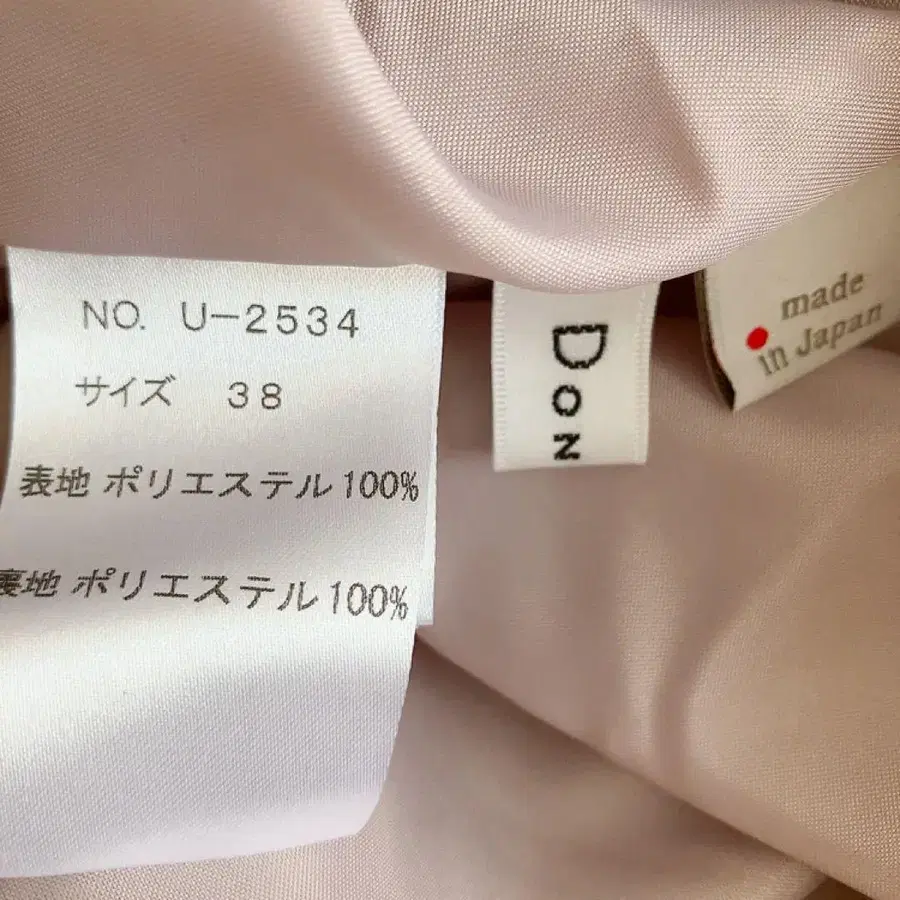 NO. U-2534
サイズ 38
表地 ポリエステル100%
裏地 ポリエステル100%
DON
made
in Japan